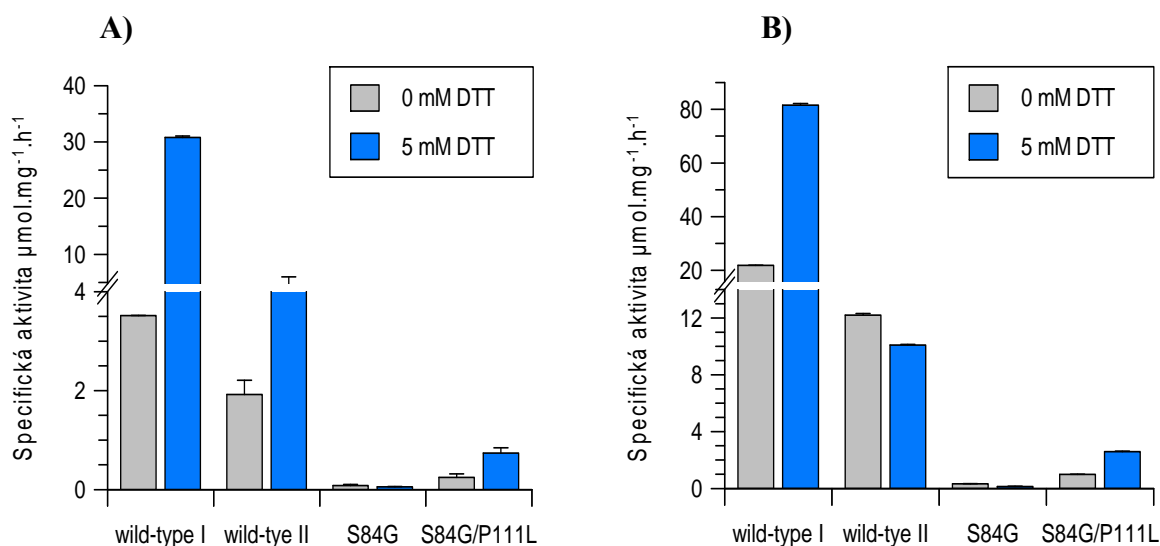 A)
Specifická aktivita µmol.mg-1.h-1
40
30
20
10
4
2
0
0 mM DTT
5 mM DTT
wild-type I
wild-tye II
S84G
S84G/P111L
B)
Specifická aktivita µmol.mg-1.h-1
80
60
40
20
12
8
4
0
0 mM DTT
5 mM DTT
wild-type I
wild-tye II
S84G
S84G/P111L